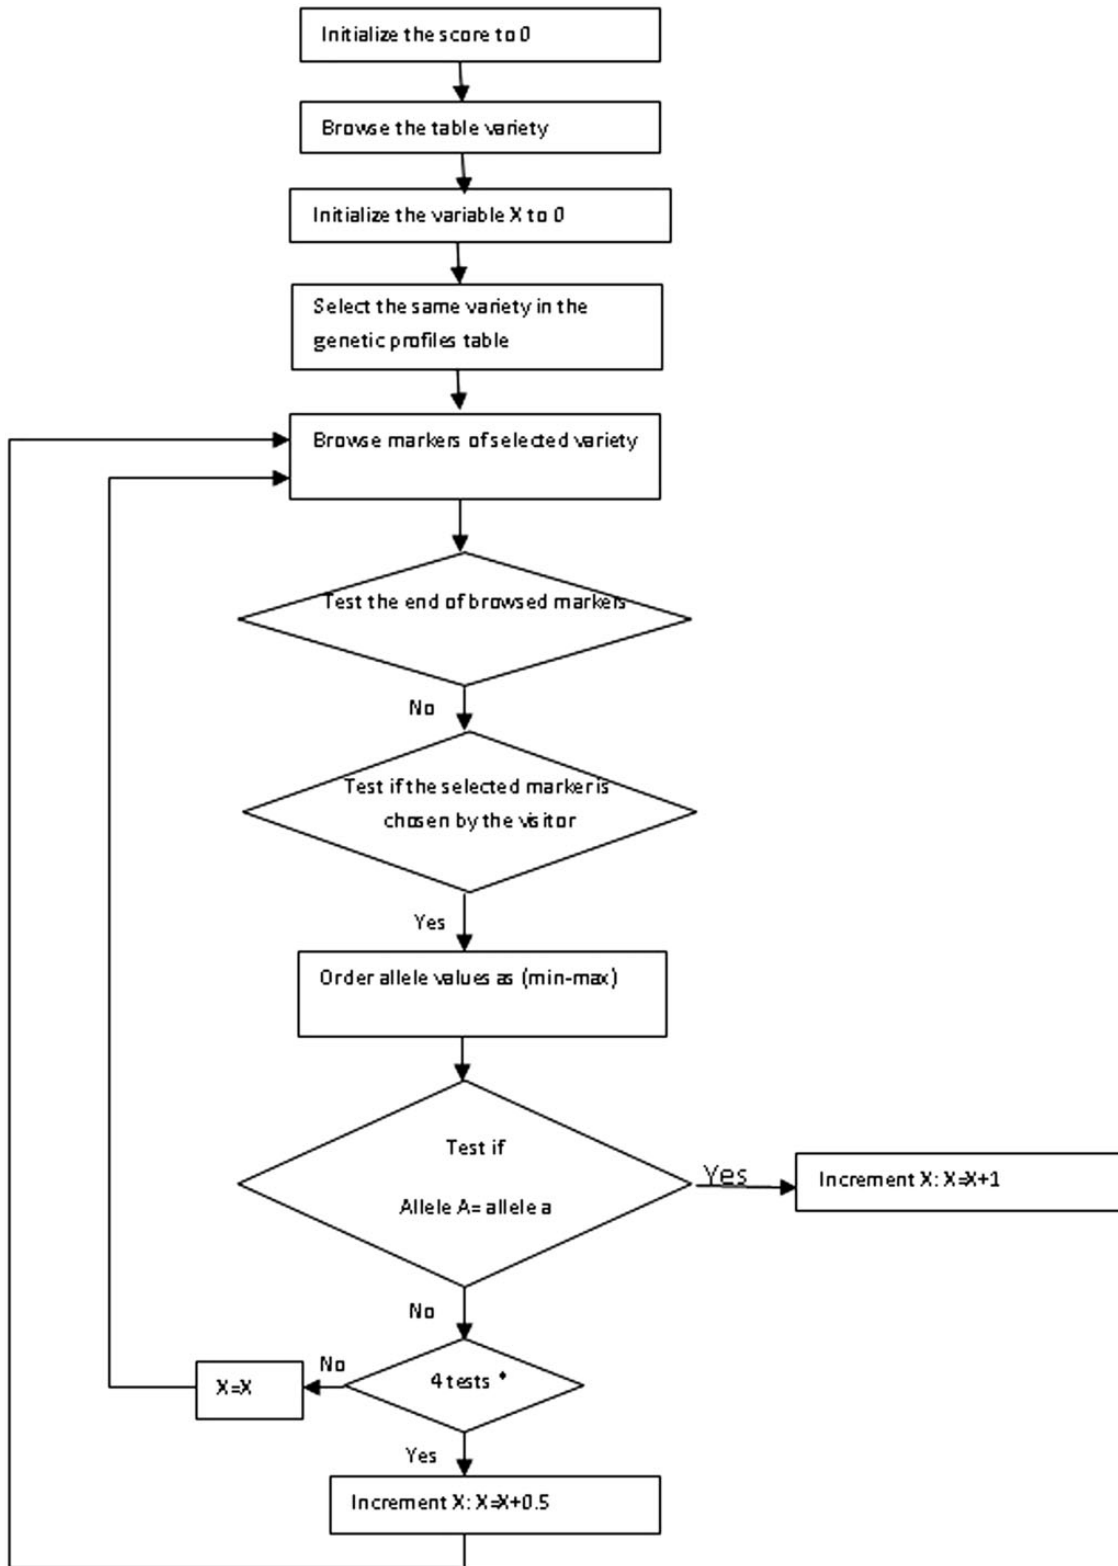 Initialize the score to 0
Browse the table variety
Initialize the variable X to 0
Select the same variety in the
genetic profiles table
Browse markers of selected variety
Test the end of browsed markers
No
Test if the selected marker is
chosen by the visitor
Yes
Order allele values as (min-max)
Test if
Allele A= allele a
Yes
Increment X: X=X+1
No
4 tests *
No
X=X
Yes
Increment X: X=X+0.5